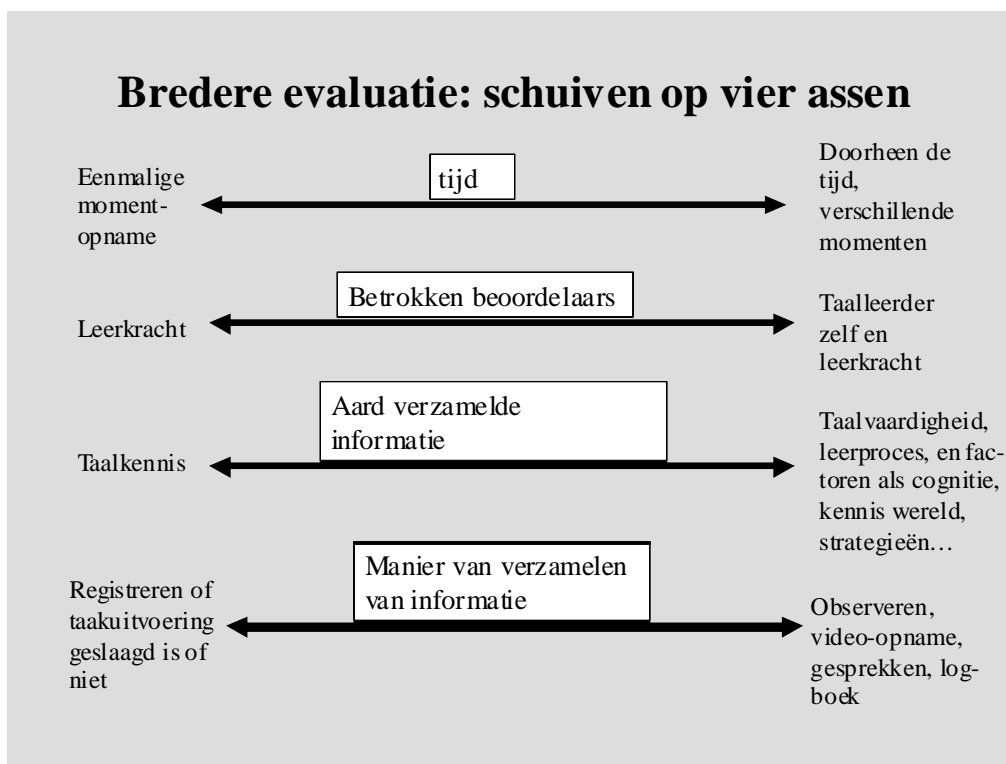 Bredere evaluatie: schuiven op vier assen
Eenmalige
moment-
opname
tijd
Doorheen de
tijd,
verschillende
momenten
Leerkracht
Betrokken beoordelaars
Taalleerder
zelf en
leerkracht
Taalkennis
Aard verzamelde
informatie
Taalvaardigheid,
leerproces, en fac-
toren als cognitie,
kennis wereld,
strategieën…
Registreren of
taakuitvoering
geslaagd is of
niet
Manier van verzamelen
van informatie
Observeren,
video-opname,
gesprekken, log-
boek